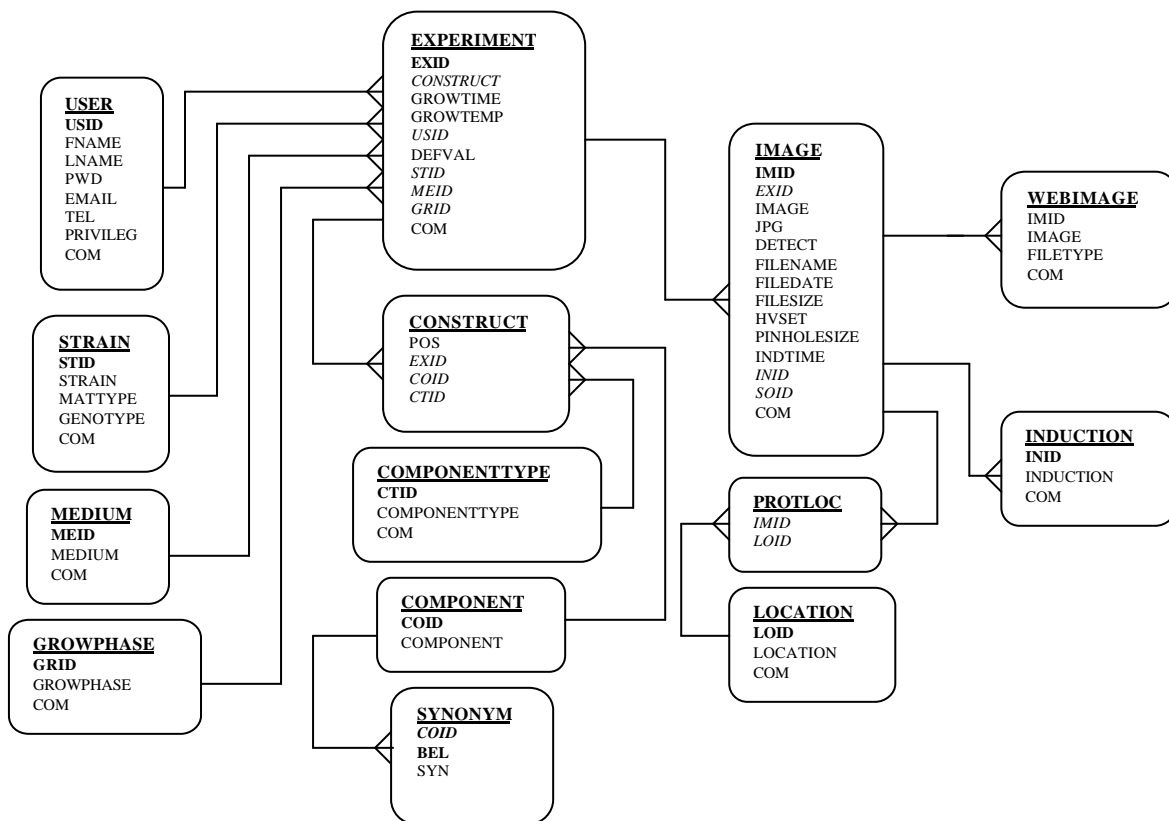 EXPERIMENT
EXID
CONSTRUCT
GROWTIME
GROWTEMP
USID
DEFVAL
STID
MEID
GRID
COM
USER
USID
FNAME
LNAME
PWD
EMAIL
TEL
PRIVILEG
COM
STRAIN
STID
STRAIN
MATTYPE
GENOTYPE
COM
MEDIUM
MEID
MEDIUM
COM
GROWPHASE
GRID
GROWPHASE
COM
CONSTRUCT
POS
EXID
COID
CTID
COMPONENTTYPE
CTID
COMPONENTTYPE
COM
COMPONENT
COID
COMPONENT
SYNONYM
COID
BEL
SYN
IMAGE
IMID
EXID
IMAGE
JPG
DETECT
FILENAME
FILEDATE
FILESIZE
HVSET
PINHOLESIZE
INDTIME
INID
SOID
COM
PROTLOC
IMID
LOID
LOCATION
LOID
LOCATION
COM
WEBIMAGE
IMID
IMAGE
FILETYPE
COM
INDUCTION
INID
INDUCTION
COM